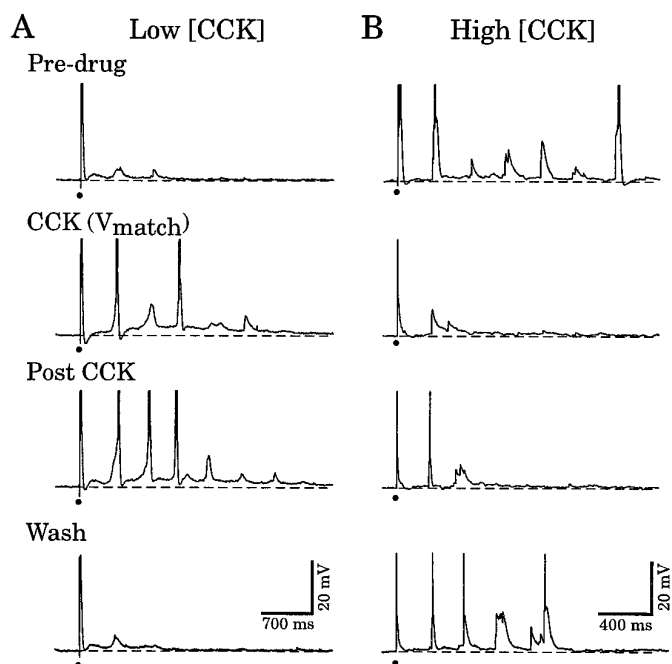 A Low [CCK] B High [CCK]
Pre-drug
CCK (Vmatch)
Post CCK
Wash
700 ms
20 mV
400 ms
20 mV